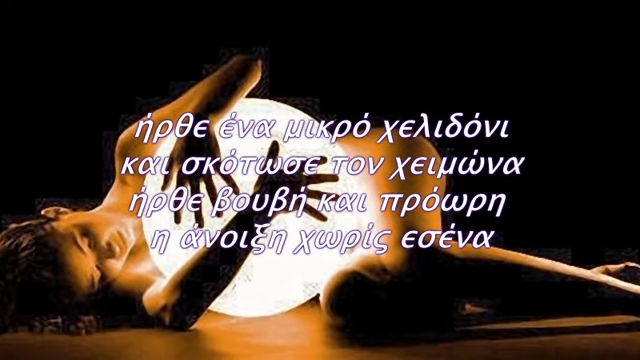 ήρθε ένα μικρό χελιδόνι
και σκότωσε τον χειμώνα
ήρθε βουβή και πρόωρη
η άνοιξη χωρίς εσένα